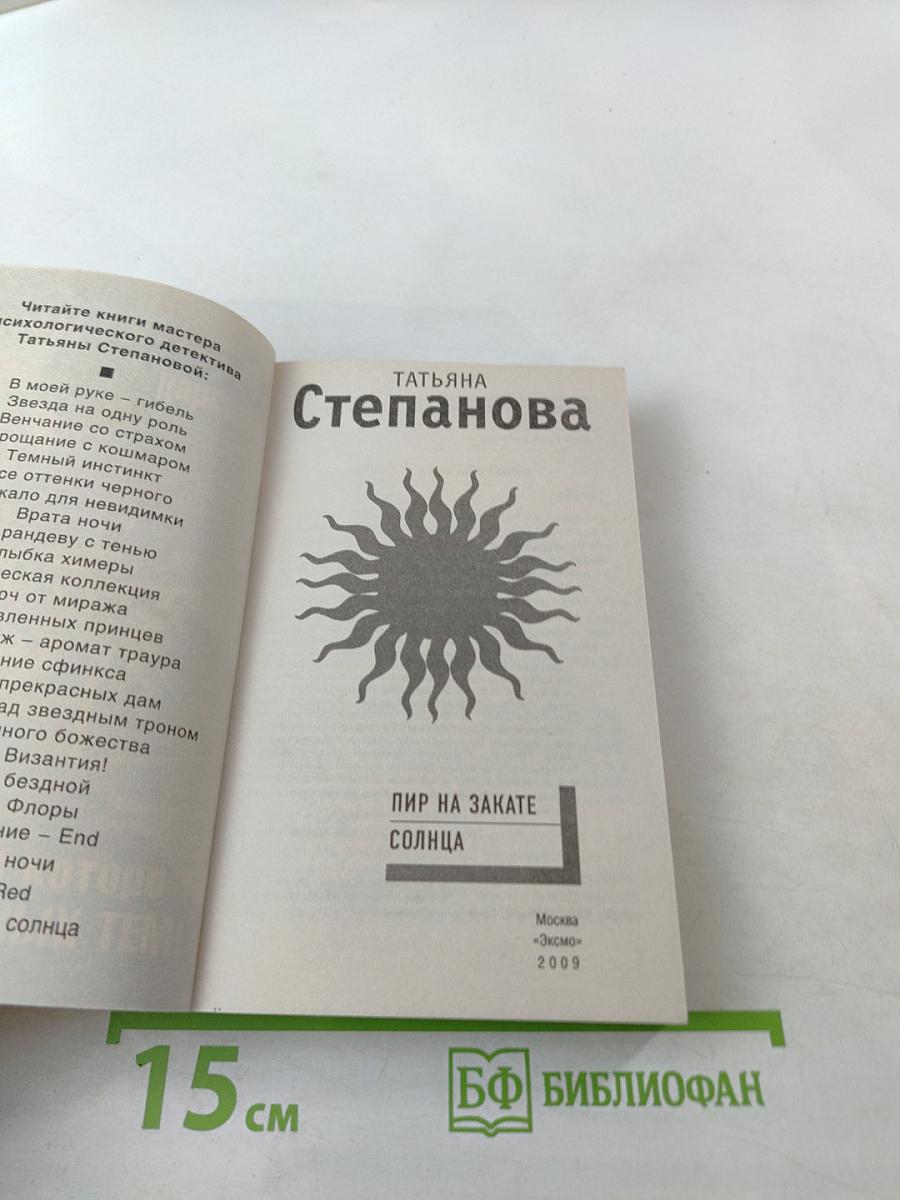 Читайте книги мастера
психологического детектива
Татьяны Степановой:
В моей руке – гибель
Звезда на одну роль
Венчание со страхом
рощание с кошмаром
Темный инстинкт
се оттенки черного
кало для невидимки
Врата ночи
рандеву с тенью
лыбка химеры
еская коллекция
юч от миража
вленных принцев
ж – аромат траура
ние сфинкса
прекрасных дам
ад звездным троном
ного божества
Византия!
бездной
Флоры
ние – End
ночи
Red
солнца
ТАТЬЯНА
Степанова
ПИР НА ЗАКАТЕ
СОЛНЦА
Москва
«Эксмо»
2009
15 см
БФ БИБЛИОФАН